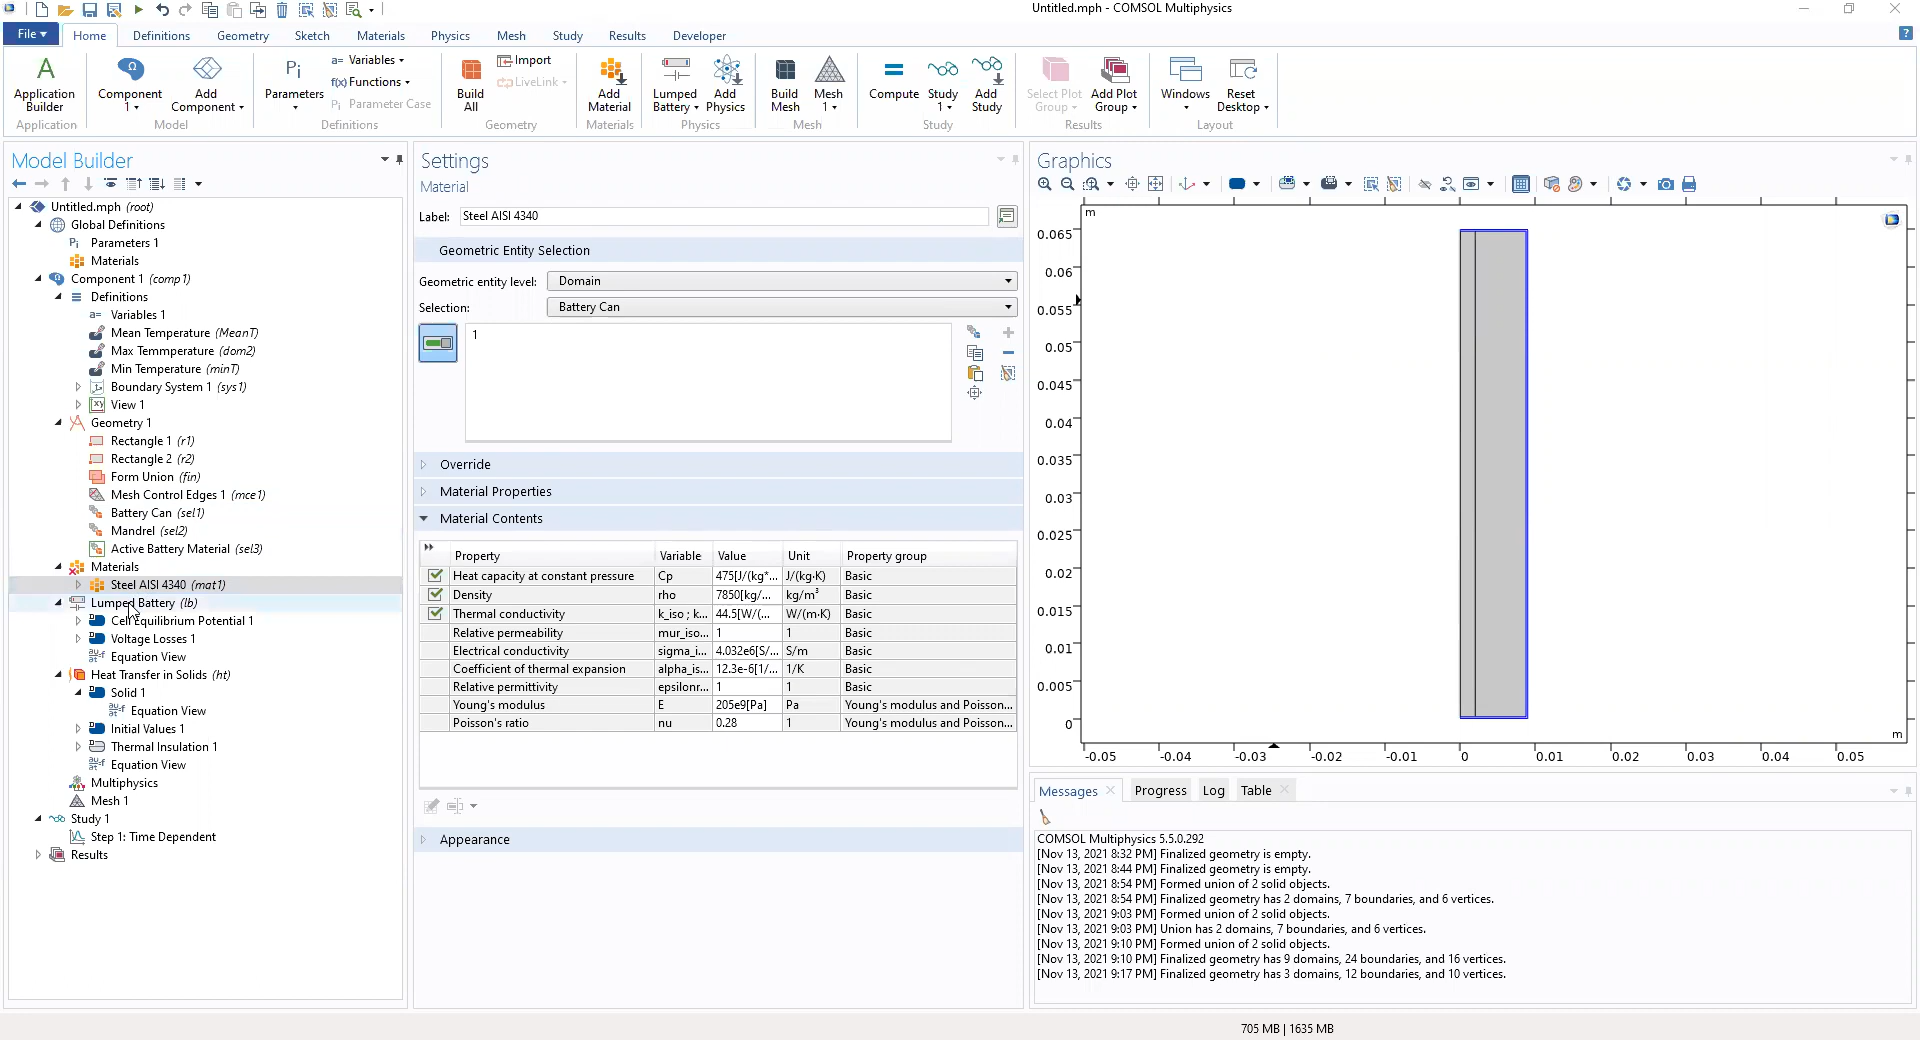 Untitled.mph - COMSOL Multiphysics
File
Home
Definitions
Geometry
Sketch
Materials
Physics
Mesh
Study
Results
Developer
Application Builder
Application
Component 1
Add Component
Model
Pi
Parameters
a= Variables
f(x) Functions
Pi Parameter Case
Definitions
Build All
Import
LiveLink
Geometry
Add Material
Materials
Lumped Battery
Add Physics
Physics
Build Mesh
Mesh 1
Mesh
Compute
Study 1
Add Study
Study
Select Plot Group
Add Plot Group
Results
Windows
Reset Desktop
Layout
Model Builder
Untitled.mph (root)
Global Definitions
Pi Parameters 1
Materials
Component 1 (comp1)
Definitions
a= Variables 1
Mean Temperature (MeanT)
Max Temmperature (dom2)
Min Temperature (minT)
Boundary System 1 (sys1)
View 1
Geometry 1
Rectangle 1 (r1)
Rectangle 2 (r2)
Form Union (fin)
Mesh Control Edges 1 (mce1)
Battery Can (sel1)
Mandrel (sel2)
Active Battery Material (sel3)
Materials
Steel AISI 4340 (mat1)
Lumped Battery (lb)
Cell Equilibrium Potential 1
Voltage Losses 1
Equation View
Heat Transfer in Solids (ht)
Solid 1
Equation View
Initial Values 1
Thermal Insulation 1
Equation View
Multiphysics
Mesh 1
Study 1
Step 1: Time Dependent
Results
Settings
Material
Label: Steel AISI 4340
Geometric Entity Selection
Geometric entity level: Domain
Selection: Battery Can
1
Override
Material Properties
Material Contents
Property Variable Value Unit Property group
Heat capacity at constant pressure Cp 475[J/(kg*... J/(kg·K) Basic
Density rho 7850[kg/... kg/m³ Basic
Thermal conductivity k_iso ; k... 44.5[W/(... W/(m·K) Basic
Relative permeability mur_iso... 1 1 Basic
Electrical conductivity sigma_i... 4.032e6[S/... S/m Basic
Coefficient of thermal expansion alpha_is... 12.3e-6[1/... 1/K Basic
Relative permittivity epsilonr... 1 1 Basic
Young's modulus E 205e9[Pa] Pa Young's modulus and Poisson...
Poisson's ratio nu 0.28 1 Young's modulus and Poisson...
Appearance
Graphics
m
0.065
0.06
0.055
0.05
0.045
0.04
0.035
0.03
0.025
0.02
0.015
0.01
0.005
0
m
-0.05 -0.04 -0.03 -0.02 -0.01 0 0.01 0.02 0.03 0.04 0.05
Messages
Progress
Log
Table
COMSOL Multiphysics 5.5.0.292
[Nov 13, 2021 8:32 PM] Finalized geometry is empty.
[Nov 13, 2021 8:44 PM] Finalized geometry is empty.
[Nov 13, 2021 8:54 PM] Formed union of 2 solid objects.
[Nov 13, 2021 8:54 PM] Finalized geometry has 2 domains, 7 boundaries, and 6 vertices.
[Nov 13, 2021 9:03 PM] Formed union of 2 solid objects.
[Nov 13, 2021 9:03 PM] Union has 2 domains, 7 boundaries, and 6 vertices.
[Nov 13, 2021 9:10 PM] Formed union of 2 solid objects.
[Nov 13, 2021 9:10 PM] Finalized geometry has 9 domains, 24 boundaries, and 16 vertices.
[Nov 13, 2021 9:17 PM] Finalized geometry has 3 domains, 12 boundaries, and 10 vertices.
705 MB | 1635 MB